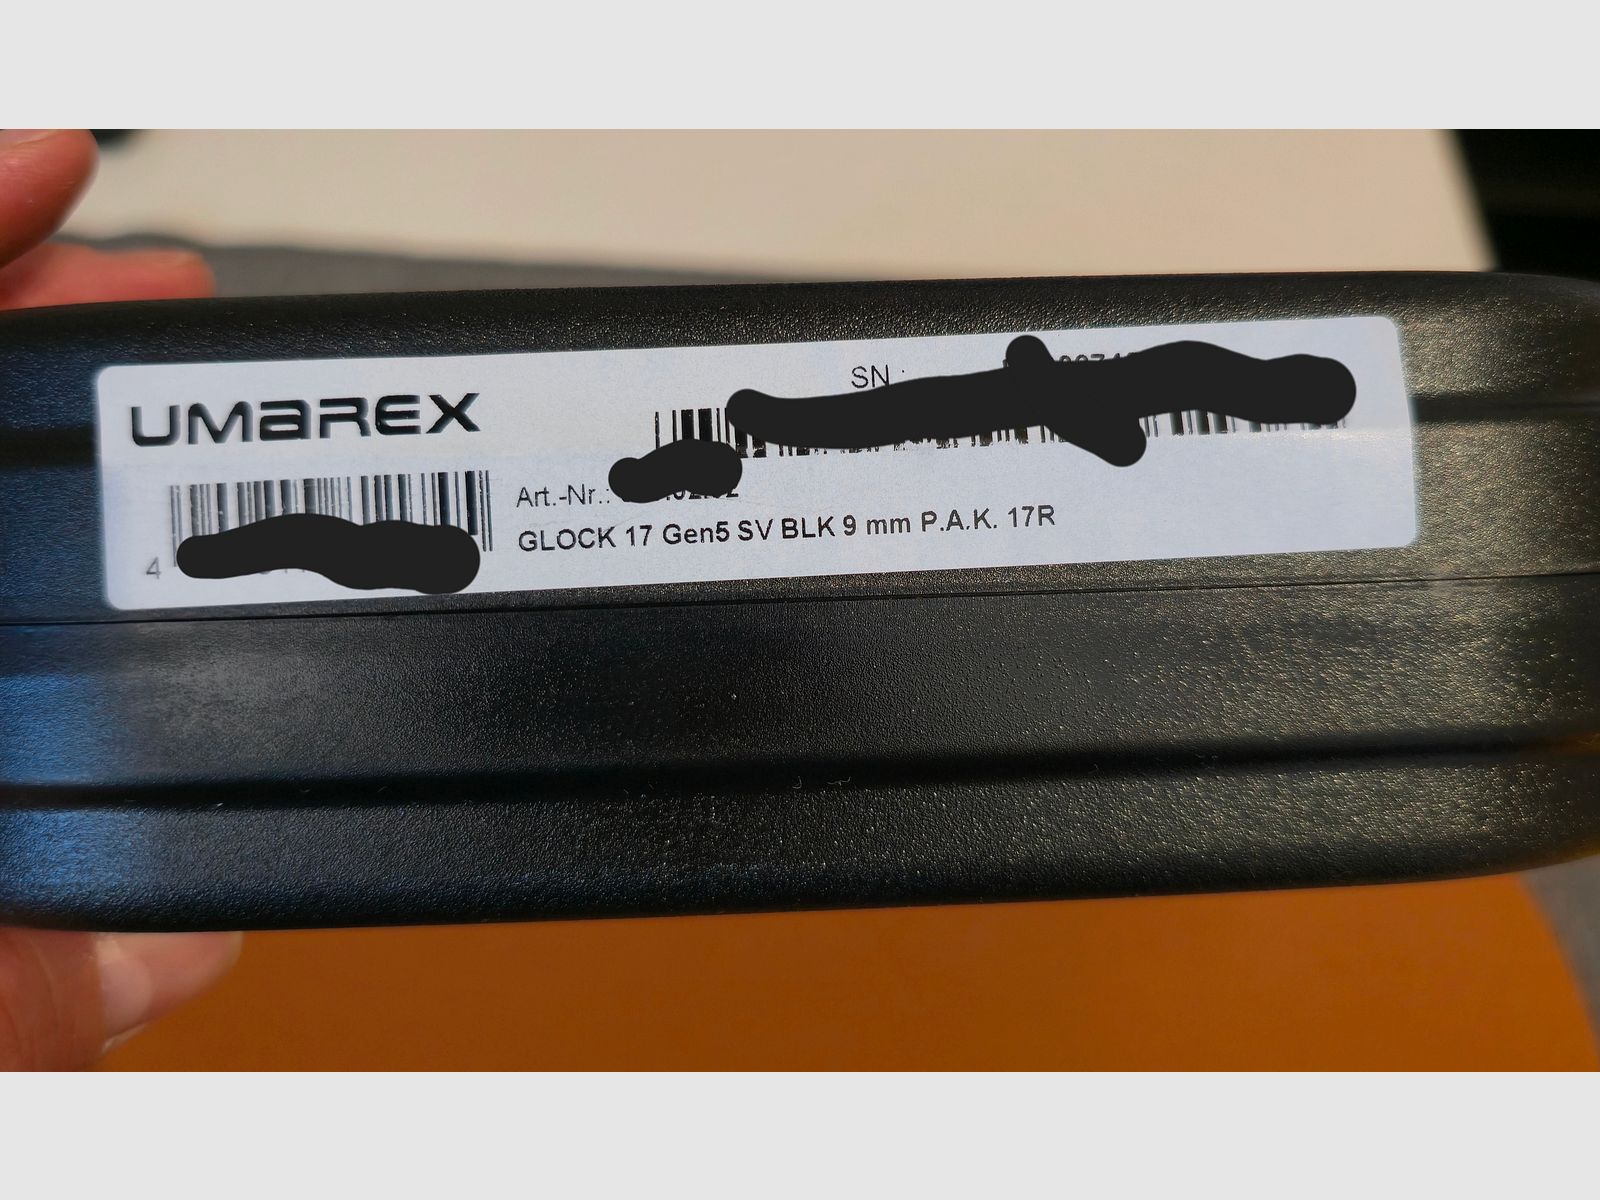 SN :
UMAREX
Art.-Nr.:
GLOCK 17 Gen5 SV BLK 9 mm P.A.K. 17R
4